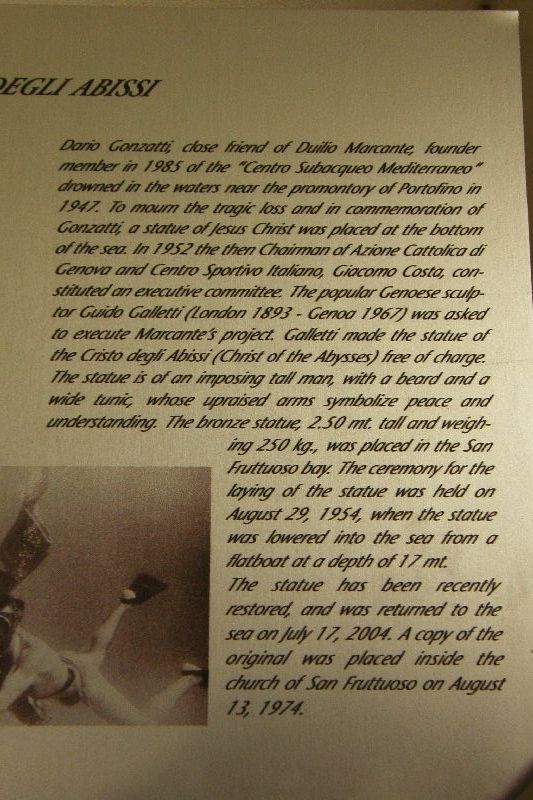 DEGLI ABISSI
Dario Gonzatti, close friend of Duilio Marcante, founder
member in 1985 of the "Centro Subacqueo Mediterraneo"
drowned in the waters near the promontory of Portofino in
1947. To mourn the tragic loss and in commemoration of
Gonzatti, a statue of Jesus Christ was placed at the bottom
of the sea. In 1952 the then Chairman of Azione Cattolica di
Genova and Centro Sportivo Italiano, Giacomo Costa, con-
stituted an executive committee. The popular Genoese sculp-
tor Guido Galletti (London 1893 - Genoa 1967) was asked
to execute Marcante's project. Galletti made the statue of
the Cristo degli Abissi (Christ of the Abysses) free of charge.
The statue is of an imposing tall man, with a beard and a
wide tunic, whose upraised arms symbolize peace and
understanding. The bronze statue, 2.50 mt. tall and weigh-
ing 250 kg., was placed in the San
Fruttuoso bay. The ceremony for the
laying of the statue was held on
August 29, 1954, when the statue
was lowered into the sea from a
flatboat at a depth of 17 mt.
The statue has been recently
restored, and was returned to the
sea on July 17, 2004. A copy of the
original was placed inside the
church of San Fruttuoso on August
13, 1974.